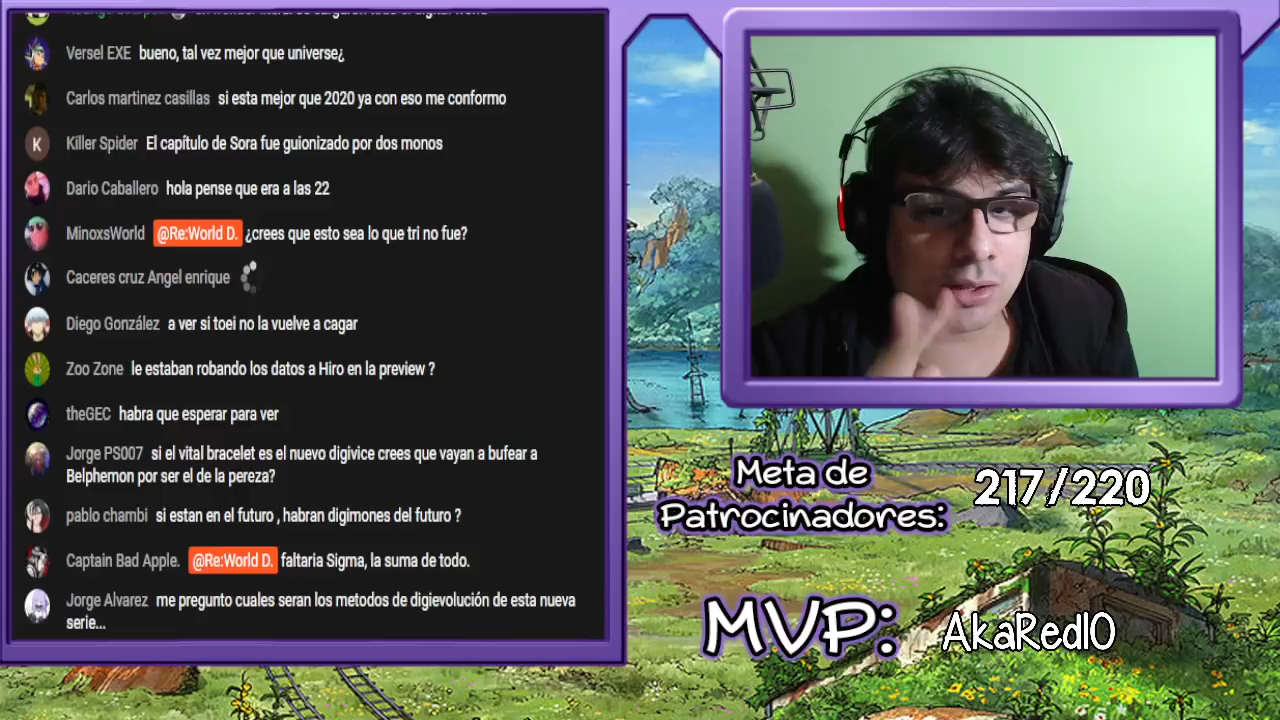 Versel EXE bueno, tal vez mejor que universe¿
Carlos martinez casillas si esta mejor que 2020 ya con eso me conformo
K Killer Spider El capítulo de Sora fue guionizado por dos monos
Dario Caballero hola pense que era a las 22
MinoxsWorld @Re:World D. ¿crees que esto sea lo que tri no fue?
Caceres cruz Angel enrique
Diego González a ver si toei no la vuelve a cagar
Zoo Zone le estaban robando los datos a Hiro en la preview ?
theGEC habra que esperar para ver
Jorge PS007 si el vital bracelet es el nuevo digivice crees que vayan a bufear a
Belphemon por ser el de la pereza?
pablo chambi si estan en el futuro , habran digimones del futuro ?
Captain Bad Apple. @Re:World D. faltaria Sigma, la suma de todo.
Jorge Alvarez me pregunto cuales seran los metodos de digievolución de esta nueva
serie...
Meta de
Patrocinadores:
217/220
MVP:
AkaRed10